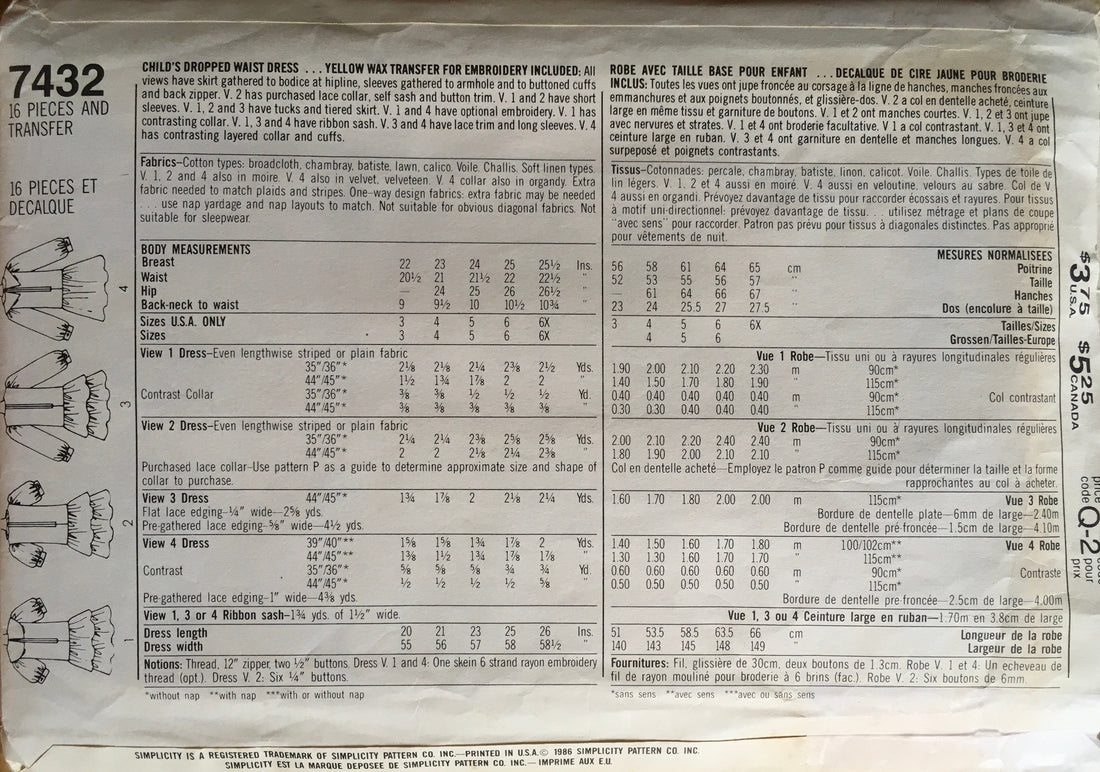 7432
16 PIECES AND
TRANSFER
16 PIECES ET
DECALQUE
4
3
2
1
CHILD'S DROPPED WAIST DRESS ... YELLOW WAX TRANSFER FOR EMBROIDERY INCLUDED: All
views have skirt gathered to bodice at hipline, sleeves gathered to armhole and to buttoned cuffs
and back zipper. V. 2 has purchased lace collar, self sash and button trim. V. 1 and 2 have short
sleeves. V. 1, 2 and 3 have tucks and tiered skirt. V. 1 and 4 have optional embroidery. V. 1 has
contrasting collar. V. 1, 3 and 4 have ribbon sash. V. 3 and 4 have lace trim and long sleeves. V. 4
has contrasting layered collar and cuffs.
Fabrics–Cotton types: broadcloth, chambray, batiste, lawn, calico. Voile. Challis. Soft linen types.
V. 1, 2 and 4 also in moire. V. 4 also in velvet, velveteen. V. 4 collar also in organdy. Extra
fabric needed to match plaids and stripes. One-way design fabrics: extra fabric may be needed
. . . use nap yardage and nap layouts to match. Not suitable for obvious diagonal fabrics. Not
suitable for sleepwear.
BODY MEASUREMENTS
Breast 22 23 24 25 25½ Ins.
Waist 20½ 21 21½ 22 22½ "
Hip — 24 25 26 26½ "
Back-neck to waist 9 9½ 10 10½ 10¾ "
Sizes U.S.A. ONLY 3 4 5 6 6X
Sizes 3 4 5 6 6X
View 1 Dress–Even lengthwise striped or plain fabric
35"/36"* 2⅛ 2⅛ 2¼ 2⅜ 2½ Yds.
44"/45"* 1½ 1¾ 1⅞ 2 2 "
Contrast Collar 35"/36"* ⅜ ⅜ ½ ½ ½ Yd.
44"/45"* ⅜ ⅜ ⅜ ⅜ ⅜ "
View 2 Dress–Even lengthwise striped or plain fabric
35"/36"* 2¼ 2¼ 2⅜ 2⅝ 2⅝ Yds.
44"/45"* 2 2 2⅛ 2¼ 2⅜ "
Purchased lace collar–Use pattern P as a guide to determine approximate size and shape of
collar to purchase.
View 3 Dress 44"/45"* 1¾ 1⅞ 2 2⅛ 2¼ Yds.
Flat lace edging–¼" wide–2⅝ yds.
Pre-gathered lace edging–⅝" wide–4½ yds.
View 4 Dress 39"/40"** 1⅝ 1⅝ 1¾ 1⅞ 2 Yds.
44"/45"** 1⅜ 1½ 1¾ 1⅞ 1⅞ "
Contrast 35"/36"* ⅝ ⅝ ⅝ ¾ ¾ Yd.
44"/45"* ½ ½ ½ ½ ⅝ "
Pre-gathered lace edging–1" wide–4⅜ yds.
View 1, 3 or 4 Ribbon sash–1¾ yds. of 1½" wide.
Dress length 20 21 23 25 26 Ins.
Dress width 55 56 57 58 58½ "
Notions: Thread, 12" zipper, two ½" buttons. Dress V. 1 and 4: One skein 6 strand rayon embroidery
thread (opt.). Dress V. 2: Six ¼" buttons.
*without nap **with nap ***with or without nap
ROBE AVEC TAILLE BASE POUR ENFANT ... DECALQUE DE CIRE JAUNE POUR BRODERIE
INCLUS: Toutes les vues ont jupe froncée au corsage à la ligne de hanches, manches froncées aux
emmanchures et aux poignets boutonnés, et glissière-dos. V. 2 a col en dentelle acheté, ceinture
large en même tissu et garniture de boutons. V. 1 et 2 ont manches courtes. V. 1, 2 et 3 ont jupe
avec nervures et strates. V. 1 et 4 ont broderie facultative. V. 1 a col contrastant. V. 1, 3 et 4 ont
ceinture large en ruban. V. 3 et 4 ont garniture en dentelle et manches longues. V. 4 a col
surpeposé et poignets contrastants.
Tissus–Cotonnades: percale, chambray, batiste, linon, calicot. Voile. Challis. Types de toile de
lin légers. V. 1, 2 et 4 aussi en moiré. V. 4 aussi en veloutine, velours au sabre. Col de V.
4 aussi en organdi. Prévoyez davantage de tissu pour raccorder écossais et rayures. Pour tissus
à motif uni-directionnel: prévoyez davantage de tissu. . . utilisez métrage et plans de coupe
"avec sens" pour raccorder. Patron pas prévu pour tissus à diagonales distinctes. Pas approprié
pour vêtements de nuit.
MESURES NORMALISEES
56 58 61 64 65 cm Poitrine
52 53 55 56 57 " Taille
— 61 64 66 67 " Hanches
23 24 25.5 27 27.5 " Dos (encolure à taille)
3 4 5 6 6X Tailles/Sizes
4 5 6 Grossen/Tailles-Europe
Vue 1 Robe—Tissu uni ou à rayures longitudinales régulières
1.90 2.00 2.10 2.20 2.30 m 90cm*
1.40 1.50 1.70 1.80 1.90 " 115cm*
0.40 0.40 0.40 0.40 0.40 m 90cm* Col contrastant
0.30 0.30 0.40 0.40 0.40 " 115cm*
Vue 2 Robe—Tissu uni ou à rayures longitudinales régulières
2.00 2.10 2.20 2.40 2.40 m 90cm*
1.80 1.90 2.00 2.10 2.10 " 115cm*
Col en dentelle acheté—Employez le patron P comme guide pour déterminer la taille et la forme
rapprochantes au col à acheter.
1.60 1.70 1.80 2.00 2.00 m 115cm* Vue 3 Robe
Bordure de dentelle plate–6mm de large–2.40m
Bordure de dentelle pré-froncée–1.5cm de large–4.10m
1.40 1.50 1.60 1.70 1.80 m 100/102cm** Vue 4 Robe
1.30 1.30 1.60 1.70 1.70 " 115cm**
0.60 0.60 0.60 0.60 0.60 m 90cm* Contraste
0.50 0.50 0.50 0.50 0.50 " 115cm*
Bordure de dentelle pré-froncée–2.5cm de large–4.00m
Vue 1, 3 ou 4 Ceinture large en ruban—1.70m en 3.8cm de large
51 53.5 58.5 63.5 66 cm Longueur de la robe
140 143 145 148 149 " Largeur de la robe
Fournitures: Fil, glissière de 30cm, deux boutons de 1.3cm. Robe V. 1 et 4: Un echeveau de
fil de rayon mouliné pour broderie à 6 brins (fac.). Robe V. 2: Six boutons de 6mm.
*sans sens **avec sens ***avec ou sans sens
$3.75 U.S.A.
$5.25 CANADA
price code Q-2 pour prix
SIMPLICITY IS A REGISTERED TRADEMARK OF SIMPLICITY PATTERN CO. INC.—PRINTED IN U.S.A.© 1986 SIMPLICITY PATTERN CO. INC.
SIMPLICITY EST LA MARQUE DEPOSEE DE SIMPLICITY PATTERN CO. INC.— IMPRIME AUX E.U.